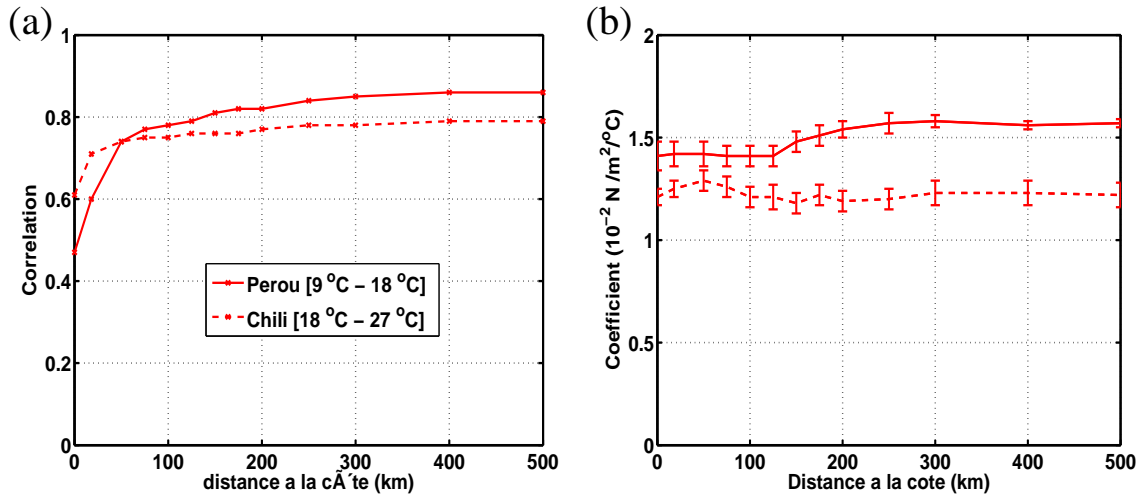 (a)
1
0.8
0.6
0.4
0.2
0
Correlation
Perou [9 °C − 18 °C]
Chili [18 °C − 27 °C]
0 100 200 300 400 500
distance a la cÃ´te (km)
(b)
2
1.5
1
0.5
0
Coefficient (10⁻² N /m²/°C)
0 100 200 300 400 500
Distance a la cote (km)